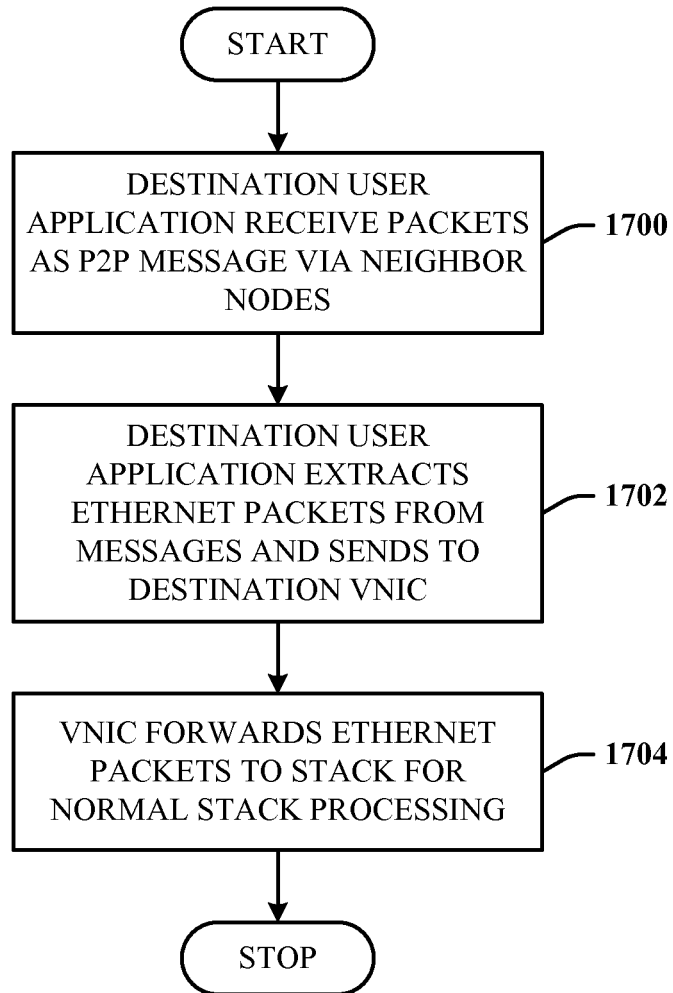 START
DESTINATION USER
APPLICATION RECEIVE PACKETS
AS P2P MESSAGE VIA NEIGHBOR
NODES
1700
DESTINATION USER
APPLICATION EXTRACTS
ETHERNET PACKETS FROM
MESSAGES AND SENDS TO
DESTINATION VNIC
1702
VNIC FORWARDS ETHERNET
PACKETS TO STACK FOR
NORMAL STACK PROCESSING
1704
STOP